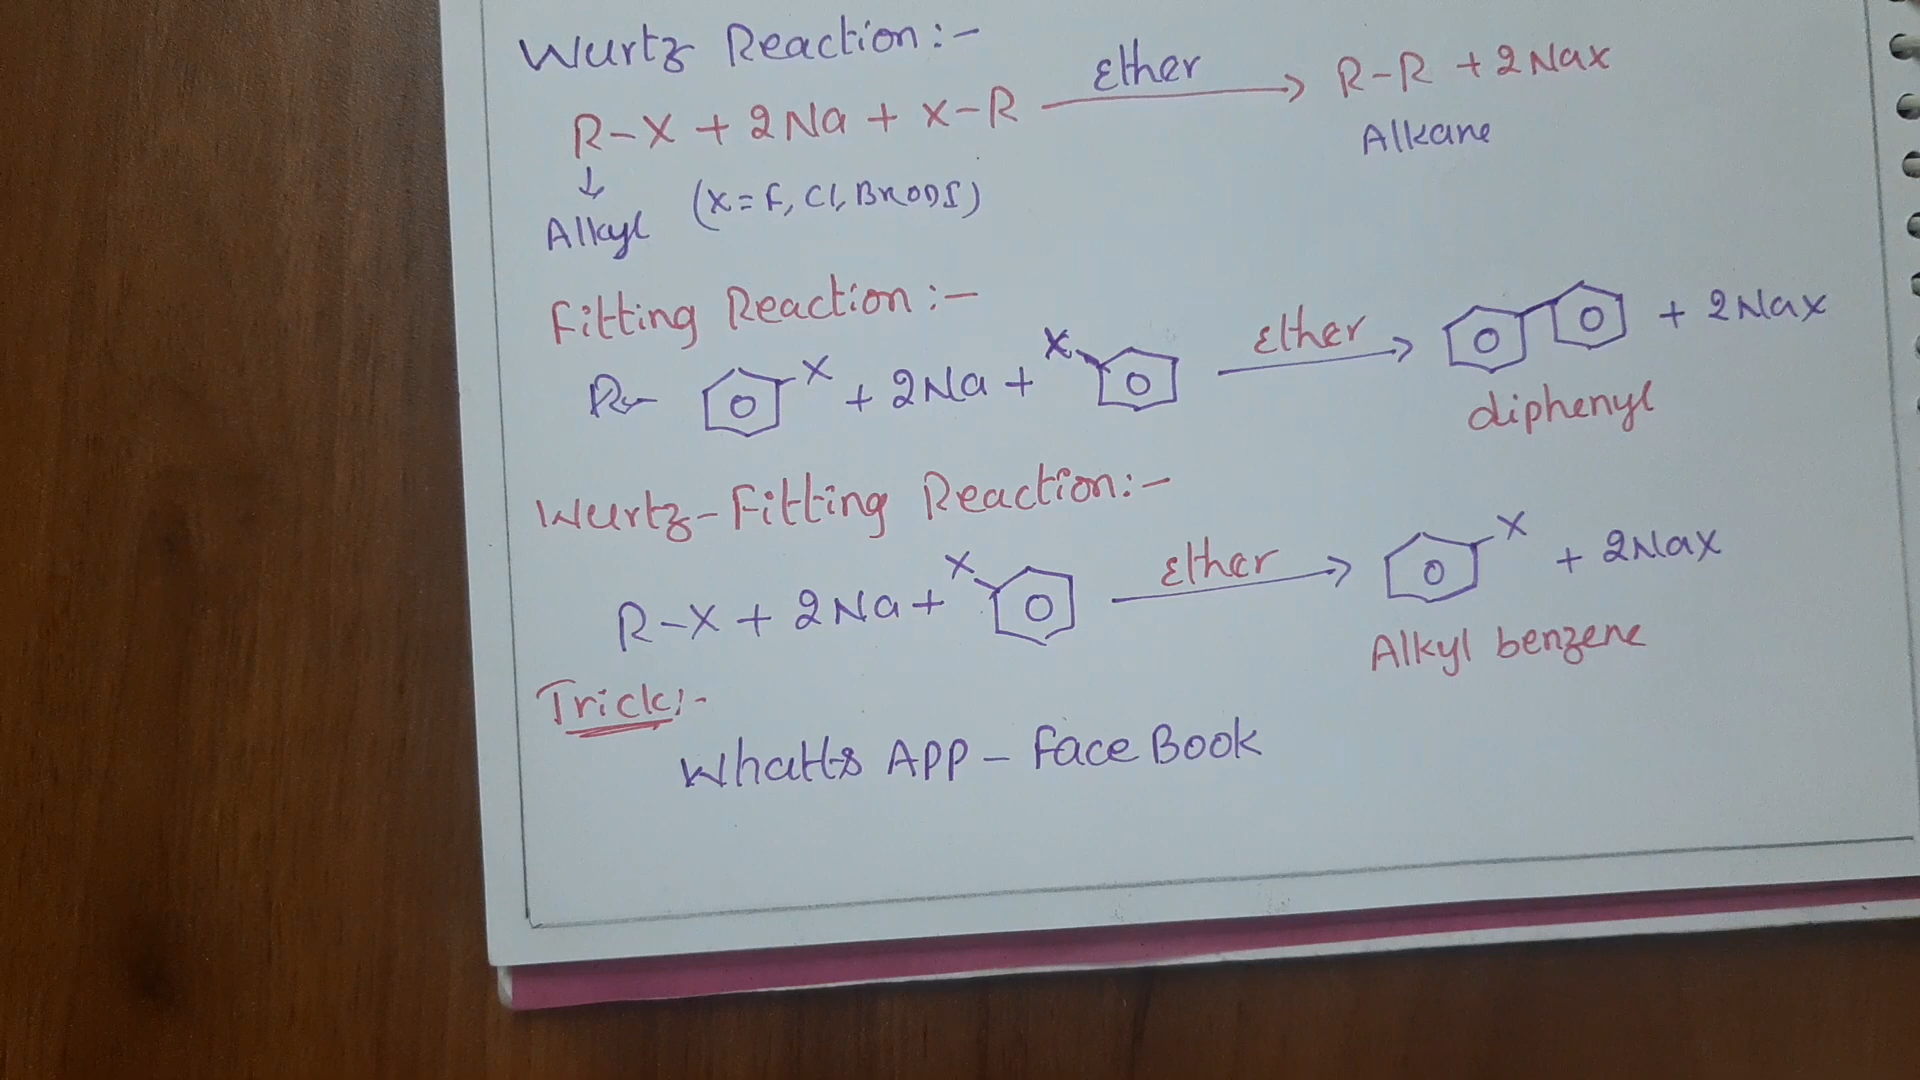 Wurtz Reaction:-
R-X + 2Na + X-R Ether → R-R + 2Nax
↓ Alkane
Alkyl (X=F, Cl, Br or I)
Fitting Reaction:-
R- X + 2Na + X Ether → + 2Nax
diphenyl
Wurtz-Fitting Reaction:-
R-X + 2Na + X Ether → X + 2Nax
Alkyl benzene
Trick:-
Whatts APP - Face Book